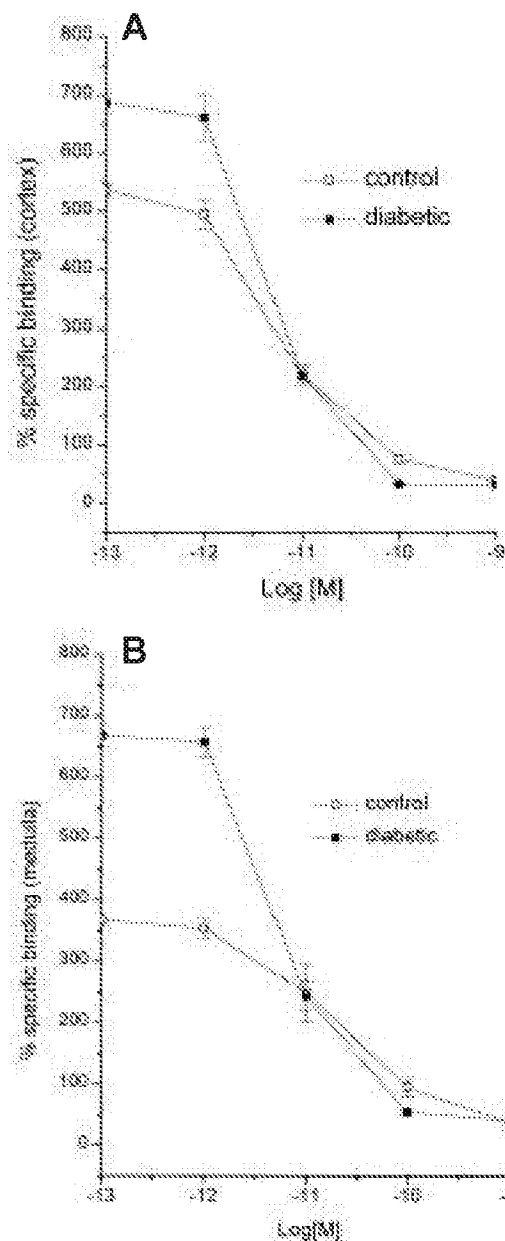 A
800
700
600
500
400
300
200
100
0
% specific binding (cortex)
control
diabetic
-13
-12
-11
-10
-9
Log [M]
B
800
700
600
500
400
300
200
100
0
% specific binding (medulla)
control
diabetic
-13
-12
-11
-10
Log[M]